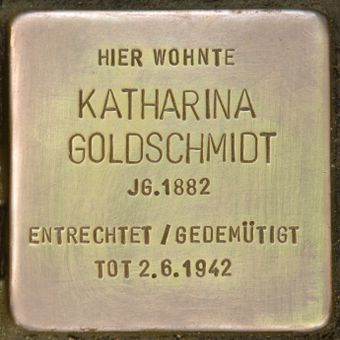 HIER WOHNTE
KATHARINA
GOLDSCHMIDT
JG.1882
ENTRECHTET / GEDEMÜTIGT
TOT 2.6.1942